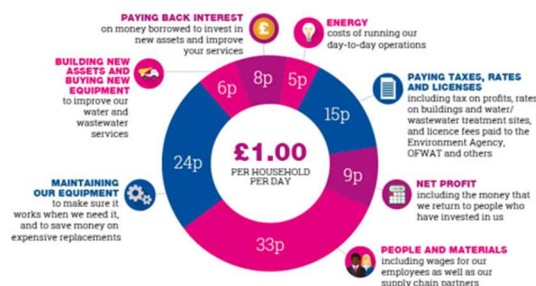 PAYING BACK INTEREST
on money borrowed to invest in
new assets and improve
your services
ENERGY
costs of running our
day-to-day operations
BUILDING NEW
ASSETS AND
BUYING NEW
EQUIPMENT
to improve our
water and
wastewater
services
PAYING TAXES, RATES
AND LICENSES
including tax on profits, rates
on buildings and water/
wastewater treatment sites,
and licence fees paid to the
Environment Agency,
OFWAT and others
MAINTAINING
OUR EQUIPMENT
to make sure it
works when we need it,
and to save money on
expensive replacements
NET PROFIT
including the money that
we return to people who
have invested in us
PEOPLE AND MATERIALS
including wages for our
employees as well as our
supply chain partners
6p
8p
5p
15p
24p
9p
33p
£1.00
PER HOUSEHOLD
PER DAY
£